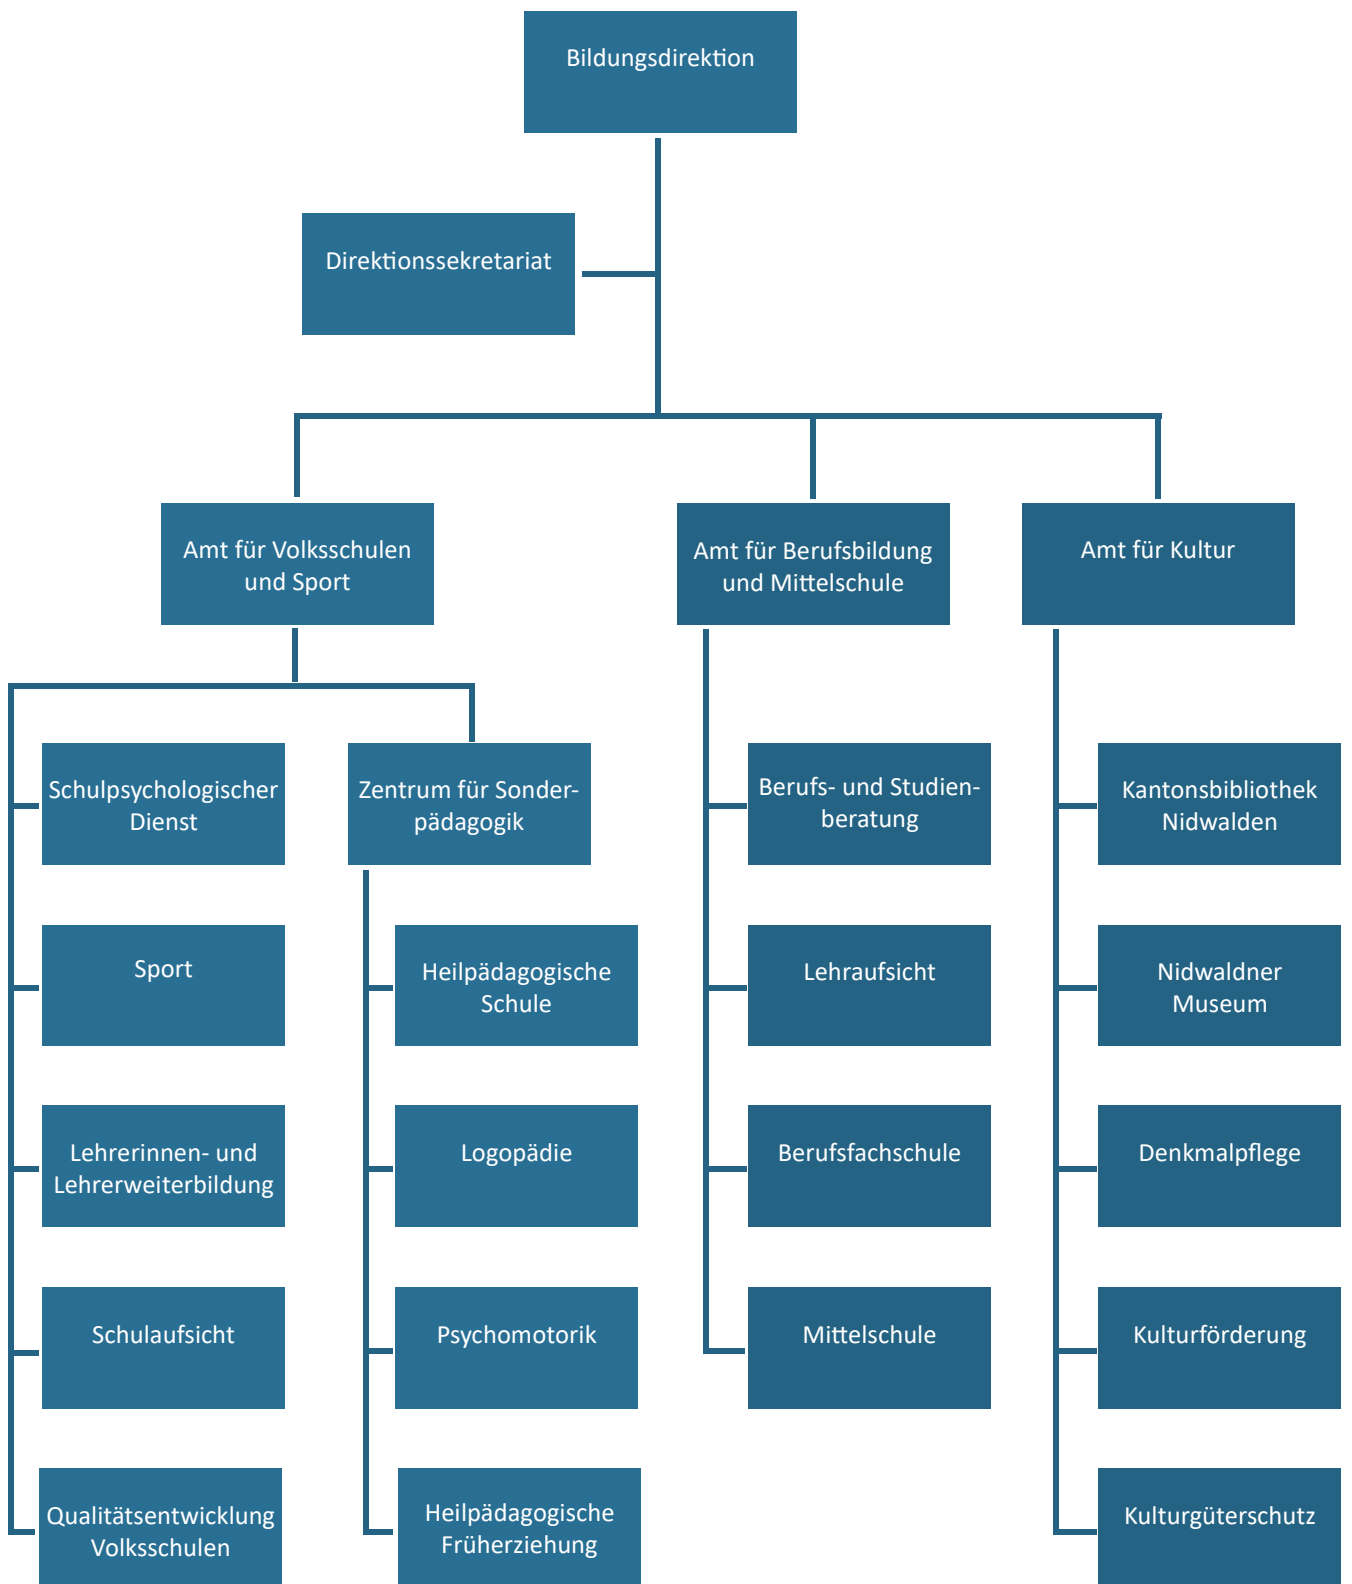 Bildungsdirektion
Direktionssekretariat
Amt für Volksschulen
und Sport
Amt für Berufsbildung
und Mittelschule
Amt für Kultur
Schulpsychologischer
Dienst
Sport
Lehrerinnen- und
Lehrerweiterbildung
Schulaufsicht
Qualitätsentwicklung
Volksschulen
Zentrum für Sonder-
pädagogik
Heilpädagogische
Schule
Logopädie
Psychomotorik
Heilpädagogische
Früherziehung
Berufs- und Studien-
beratung
Lehraufsicht
Berufsfachschule
Mittelschule
Kantonsbibliothek
Nidwalden
Nidwaldner
Museum
Denkmalpflege
Kulturförderung
Kulturgüterschutz